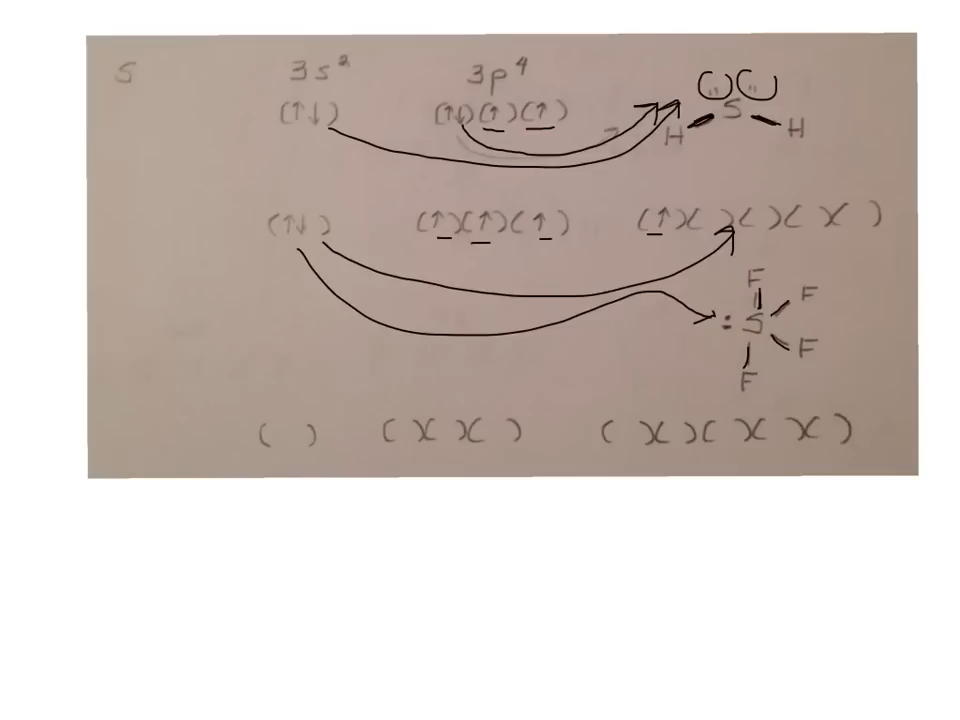 S 3s² 3p⁴
(↑↓) (↑↓)(↑)(↑) :S: H H
(↑↓) (↑)(↑)(↑) (↑)( )( )( )( )
F
F
:S
F
F
( ) ( )( )( ) ( )( )( )( )( )